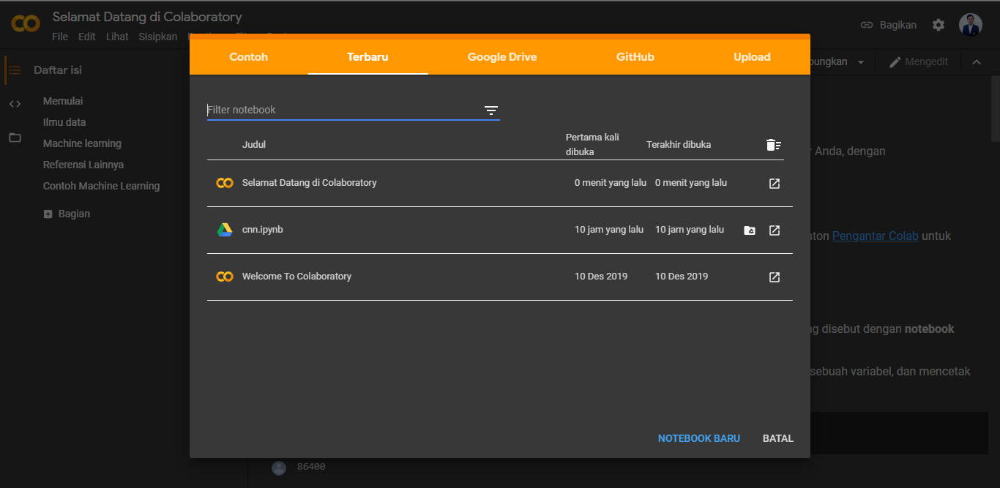 Selamat Datang di Colaboratory
File Edit Lihat Sisipkan
Bagikan
Contoh Terbaru Google Drive GitHub Upload
Mengedit
Daftar isi
Memulai
Ilmu data
Machine learning
Referensi Lainnya
Contoh Machine Learning
Bagian
Filter notebook
Judul Pertama kali dibuka Terakhir dibuka
Selamat Datang di Colaboratory 0 menit yang lalu 0 menit yang lalu
cnn.ipynb 10 jam yang lalu 10 jam yang lalu
Welcome To Colaboratory 10 Des 2019 10 Des 2019
NOTEBOOK BARU BATAL
Anda, dengan
Pengantar Colab untuk
disebut dengan notebook
sebuah variabel, dan mencetak
86400